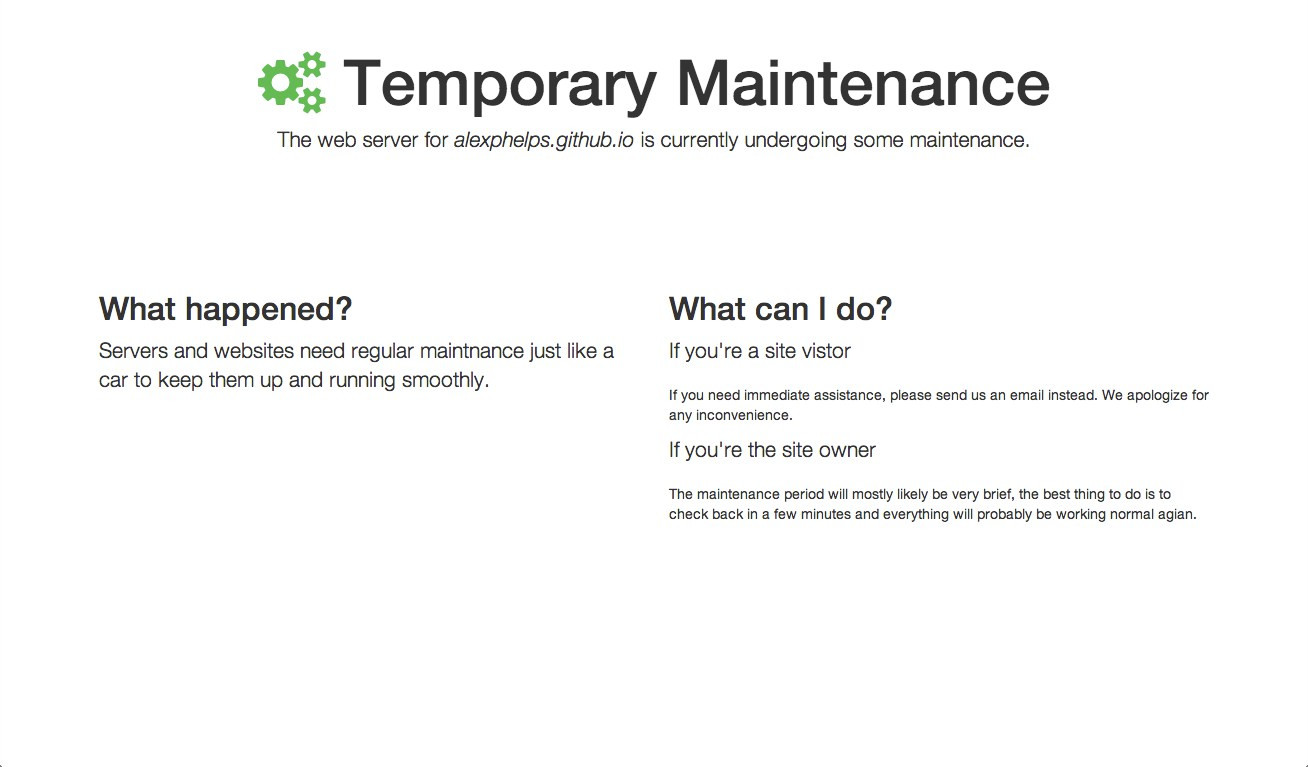 Temporary Maintenance
The web server for alexphelps.github.io is currently undergoing some maintenance.
What happened?
Servers and websites need regular maintnance just like a
car to keep them up and running smoothly.
What can I do?
If you're a site vistor
If you need immediate assistance, please send us an email instead. We apologize for
any inconvenience.
If you're the site owner
The maintenance period will mostly likely be very brief, the best thing to do is to
check back in a few minutes and everything will probably be working normal agian.